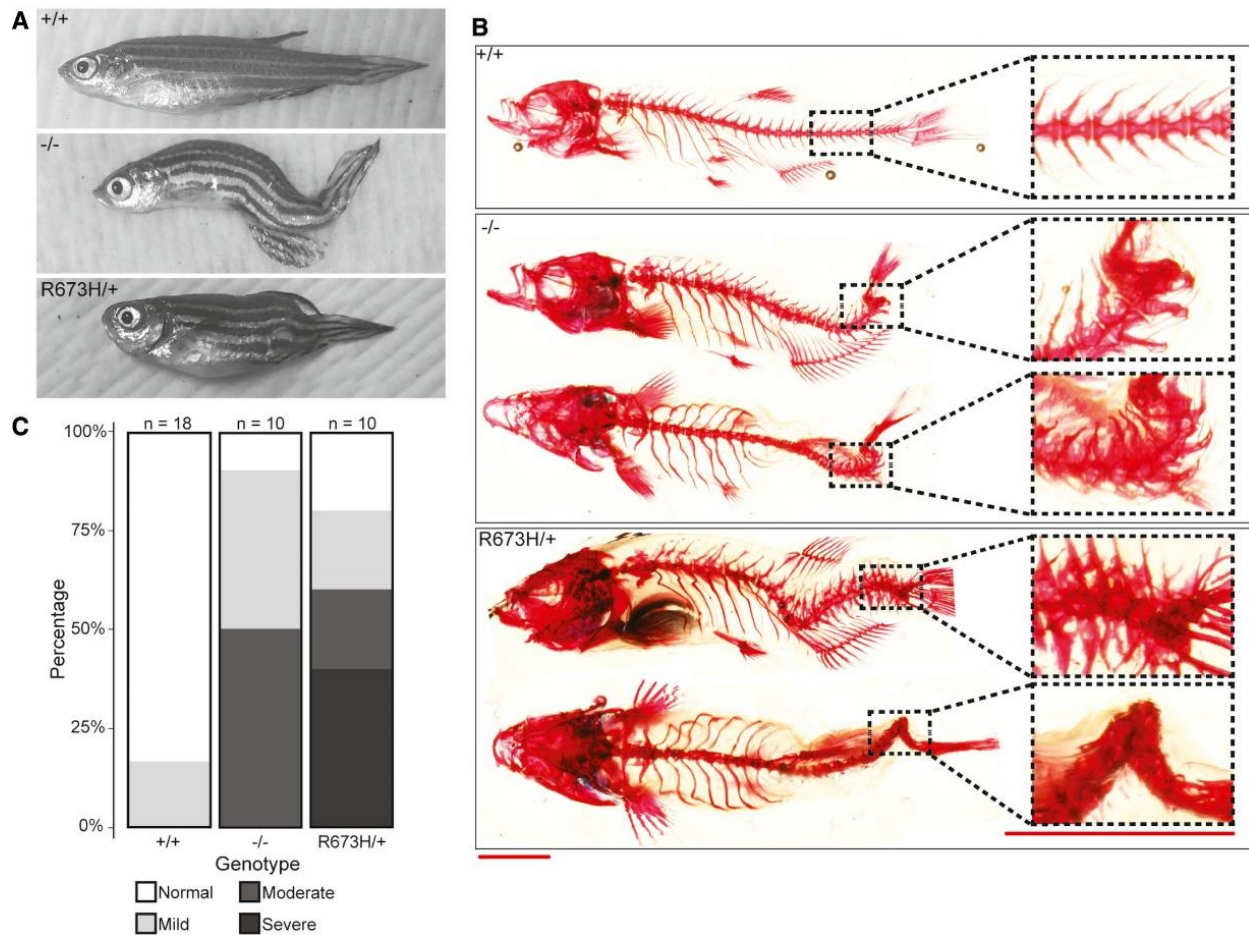 A
+/+
-/-
R673H/+
B
+/+
-/-
R673H/+
C
n = 18 n = 10 n = 10
100%
75%
50%
25%
0%
Percentage
+/+ -/- R673H/+
Genotype
Normal Moderate
Mild Severe